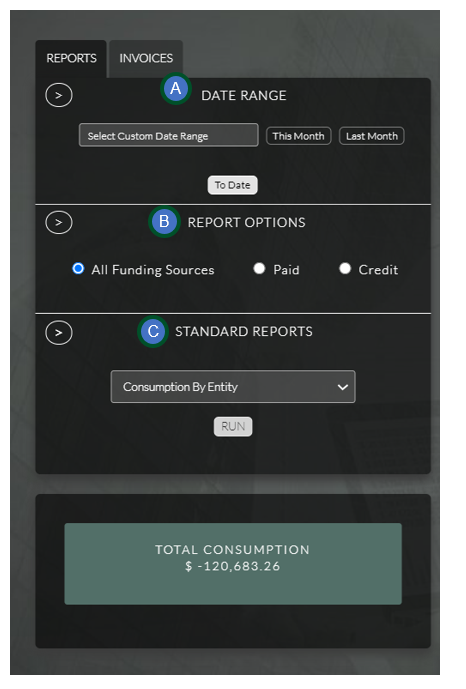 REPORTS INVOICES
> A DATE RANGE
Select Custom Date Range This Month Last Month
To Date
> B REPORT OPTIONS
All Funding Sources Paid Credit
> C STANDARD REPORTS
Consumption By Entity
RUN
TOTAL CONSUMPTION
$ -120,683.26